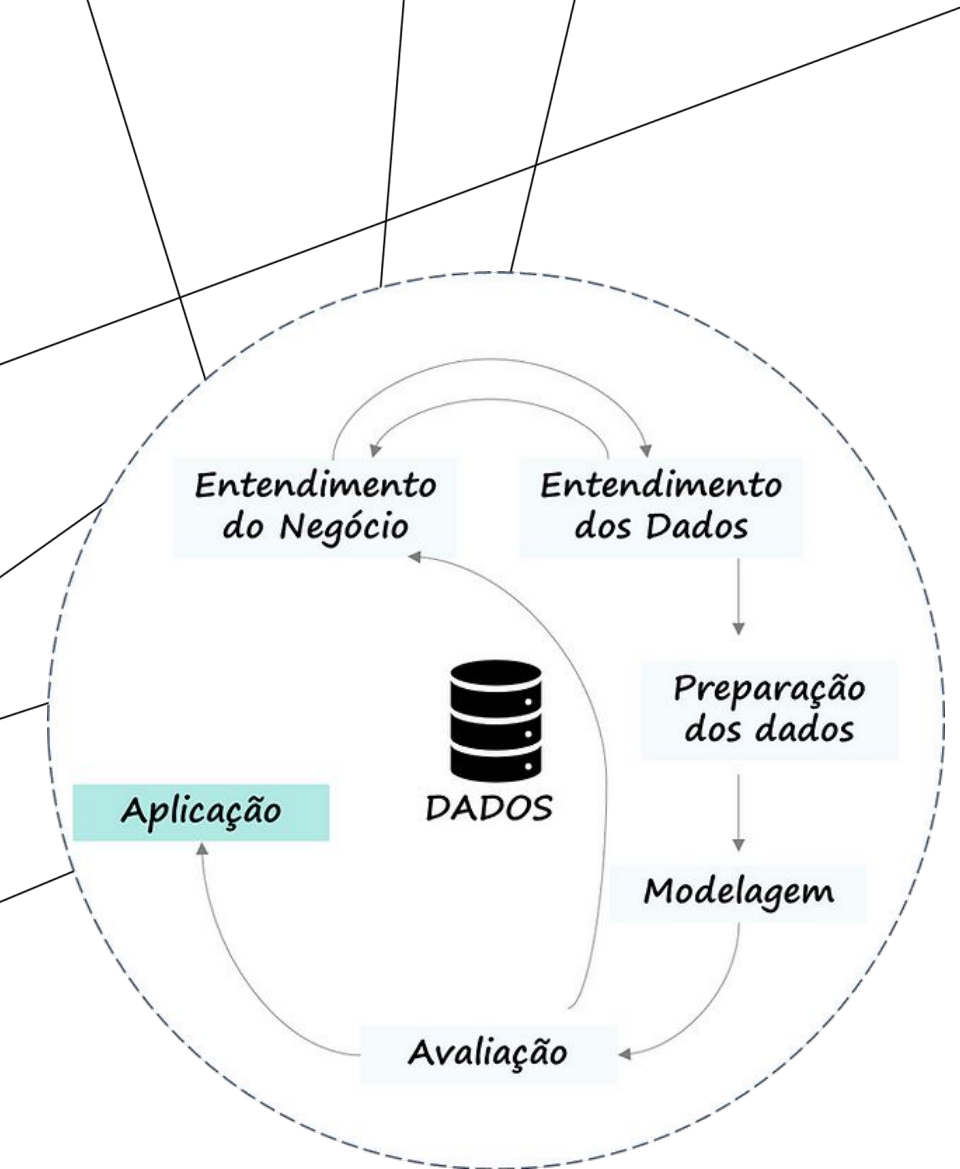 Entendimento
do Negócio
Entendimento
dos Dados
Preparação
dos dados
DADOS
Aplicação
Modelagem
Avaliação